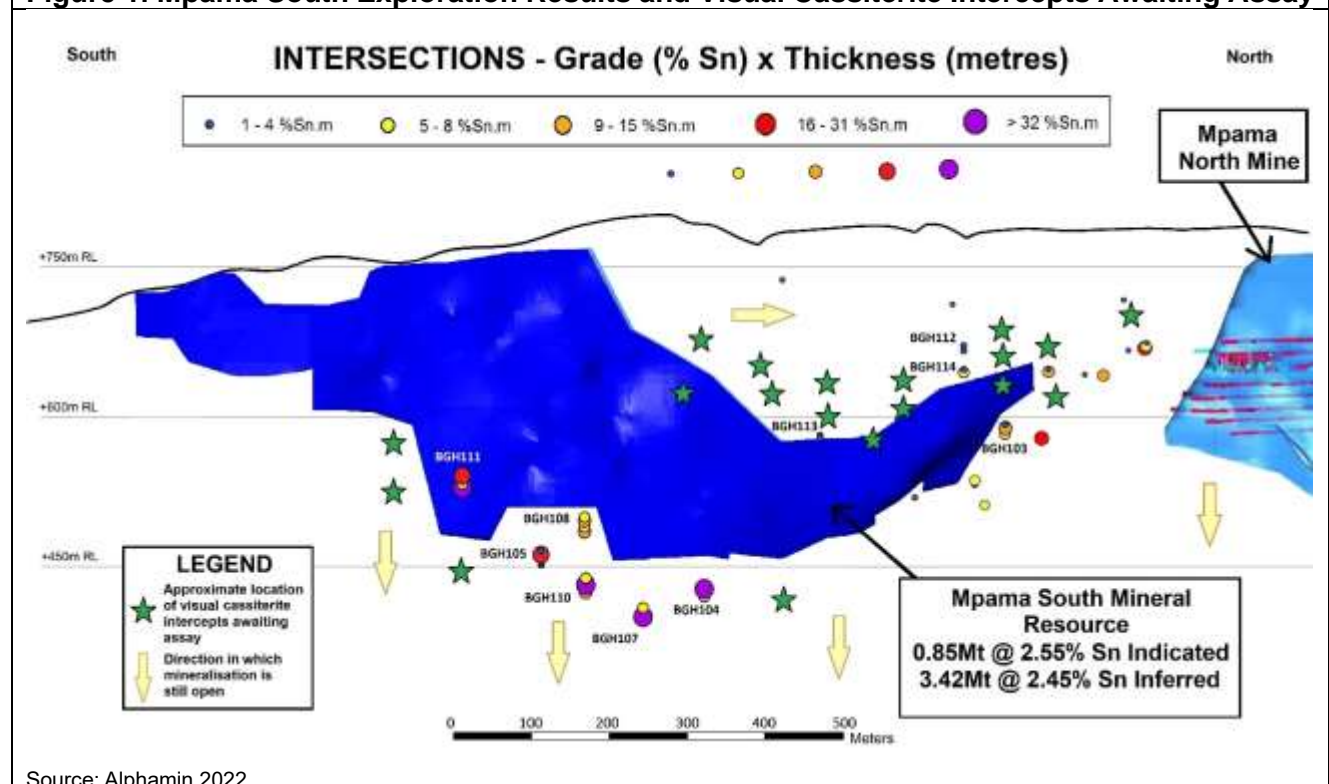 Figure 1: Mpama South Exploration Results and Visual Cassiterite Intercepts Awaiting Assay
South
INTERSECTIONS - Grade (% Sn) x Thickness (metres)
North
1 - 4 %Sn.m
5 - 8 %Sn.m
9 - 15 %Sn.m
16 - 31 %Sn.m
> 32 %Sn.m
Mpama
North Mine
+750m RL
BGH112
BGH114
+600m RL
BGH113
BGH103
BGH111
BGH108
BGH105
+450m RL
BGH110
BGH104
BGH107
LEGEND
Approximate location
of visual cassiterite
intercepts awaiting
assay
Direction in which
mineralisation is
still open
Mpama South Mineral
Resource
0.85Mt @ 2.55% Sn Indicated
3.42Mt @ 2.45% Sn Inferred
0 100 200 300 400 500
Meters
Source: Alphamin 2022